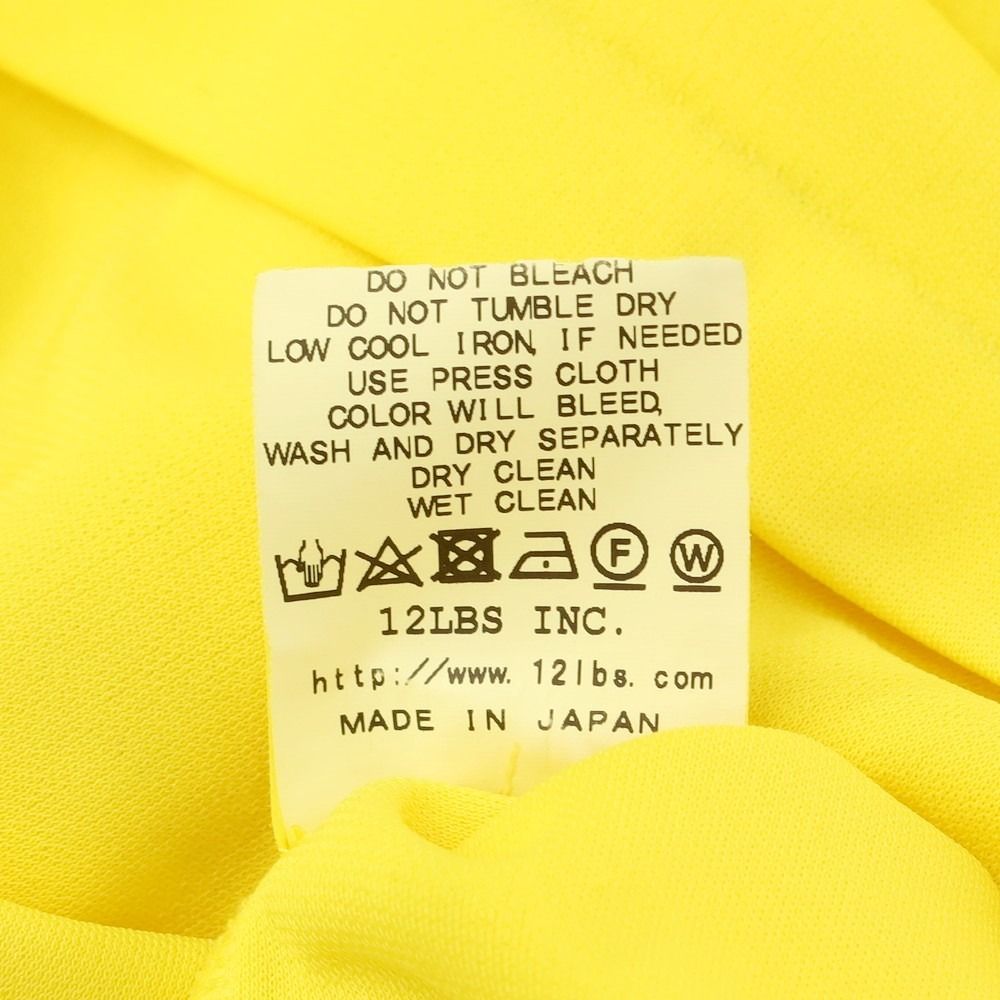 DO NOT BLEACH
DO NOT TUMBLE DRY
LOW COOL IRON, IF NEEDED
USE PRESS CLOTH
COLOR WILL BLEED,
WASH AND DRY SEPARATELY
DRY CLEAN
WET CLEAN
F W
12LBS INC.
http://www.12lbs.com
MADE IN JAPAN